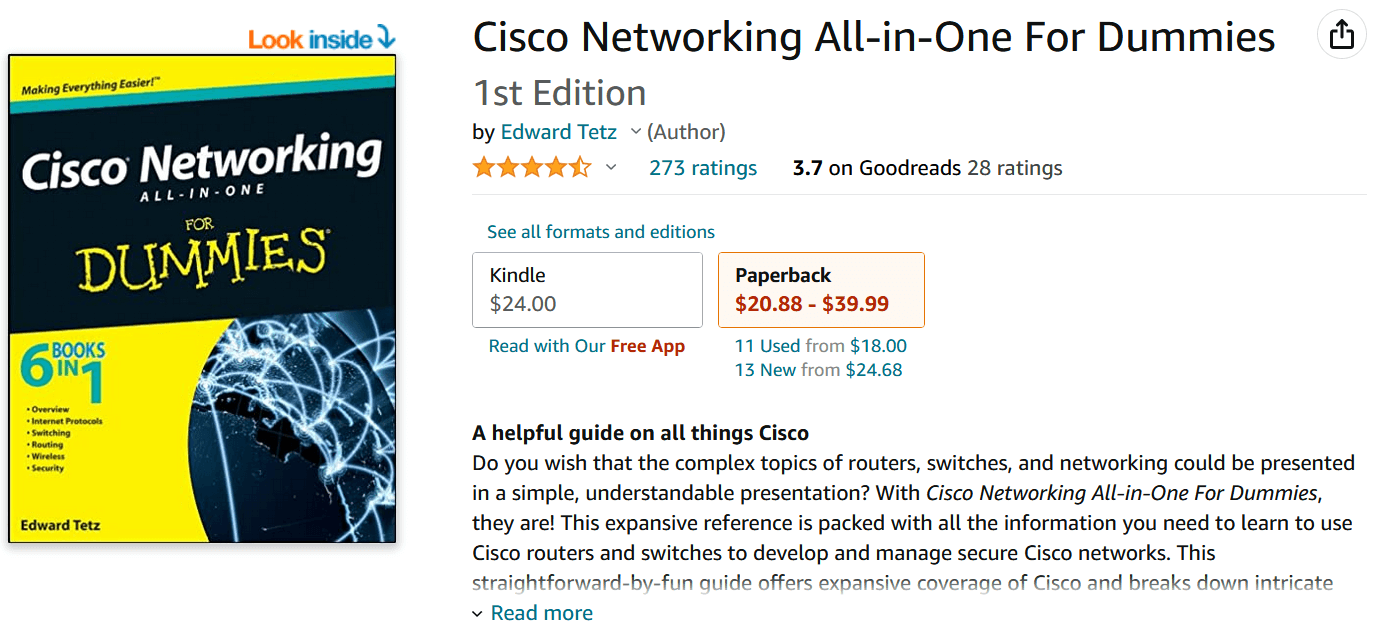 Look inside
Making Everything Easier!™
Cisco® Networking
ALL-IN-ONE
FOR
DUMMIES®
6 BOOKS IN 1
• Overview
• Internet Protocols
• Switching
• Routing
• Wireless
• Security
Edward Tetz
Cisco Networking All-in-One For Dummies
1st Edition
by Edward Tetz (Author)
273 ratings 3.7 on Goodreads 28 ratings
See all formats and editions
Kindle
$24.00
Read with Our Free App
Paperback
$20.88 - $39.99
11 Used from $18.00
13 New from $24.68
A helpful guide on all things Cisco
Do you wish that the complex topics of routers, switches, and networking could be presented
in a simple, understandable presentation? With Cisco Networking All-in-One For Dummies,
they are! This expansive reference is packed with all the information you need to learn to use
Cisco routers and switches to develop and manage secure Cisco networks. This
straightforward-by-fun guide offers expansive coverage of Cisco and breaks down intricate
Read more